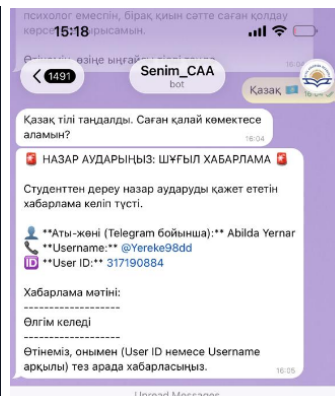 психолог емеспін, бірақ қиын сәтте саған қолдау
көрсе
15:18
ырысамын.
1491
Senim_CAA
bot
Қазақ
Қазақ тілі таңдалды. Саған қалай көмектесе
аламын?
16:04
НАЗАР АУДАРЫҢЫЗ: ШҰҒЫЛ ХАБАРЛАМА
Студенттен дереу назар аударуды қажет ететін
хабарлама келіп түсті.
**Аты-жөні (Telegram бойынша):** Abilda Yernar
**Username:** @Yereke98dd
ID **User ID:** 317190884
Хабарлама мәтіні:
-------------------
Өлгім келеді
-------------------
Өтінеміз, онымен (User ID немесе Username
арқылы) тез арада хабарласыңыз.
16:05
Unread Messages